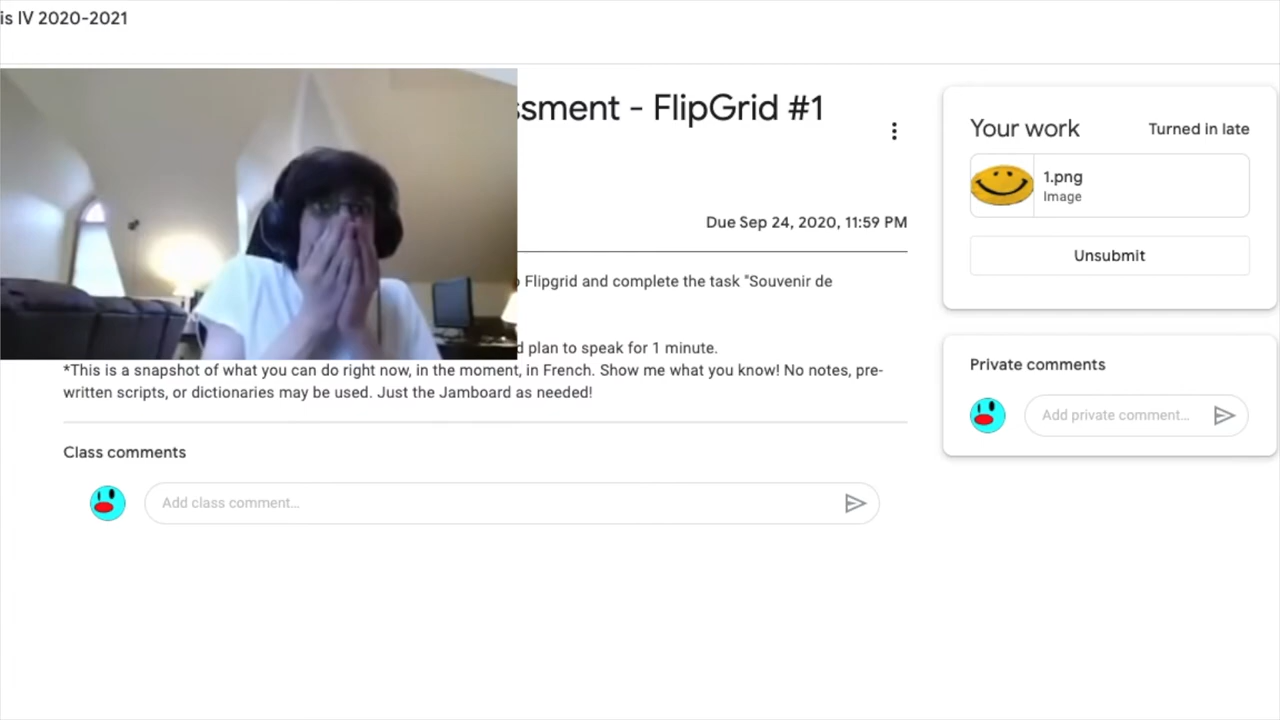 is IV 2020-2021
ssment - FlipGrid #1
Your work
Turned in late
1.png
Image
Due Sep 24, 2020, 11:59 PM
Unsubmit
Flipgrid and complete the task "Souvenir de
d plan to speak for 1 minute.
*This is a snapshot of what you can do right now, in the moment, in French. Show me what you know! No notes, pre-
written scripts, or dictionaries may be used. Just the Jamboard as needed!
Private comments
Add private comment...
Class comments
Add class comment...